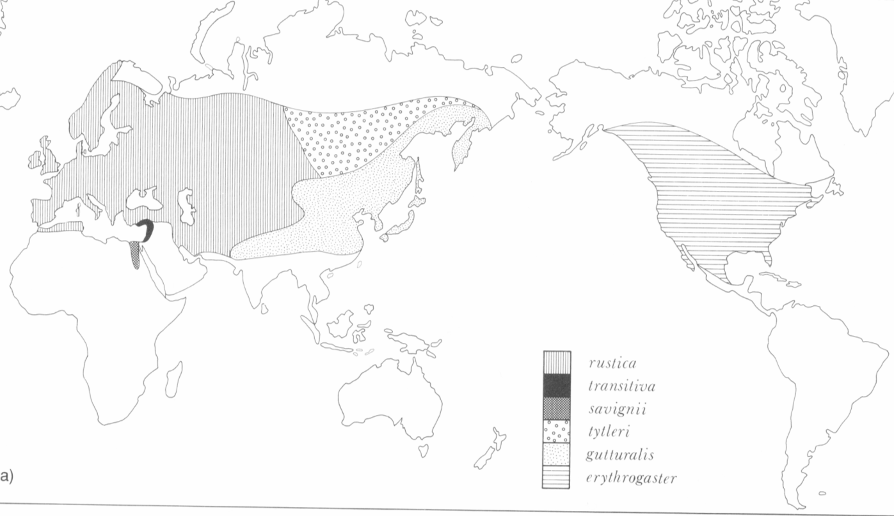 rustica
transitiva
savignii
tytleri
gutturalis
erythrogaster
a)